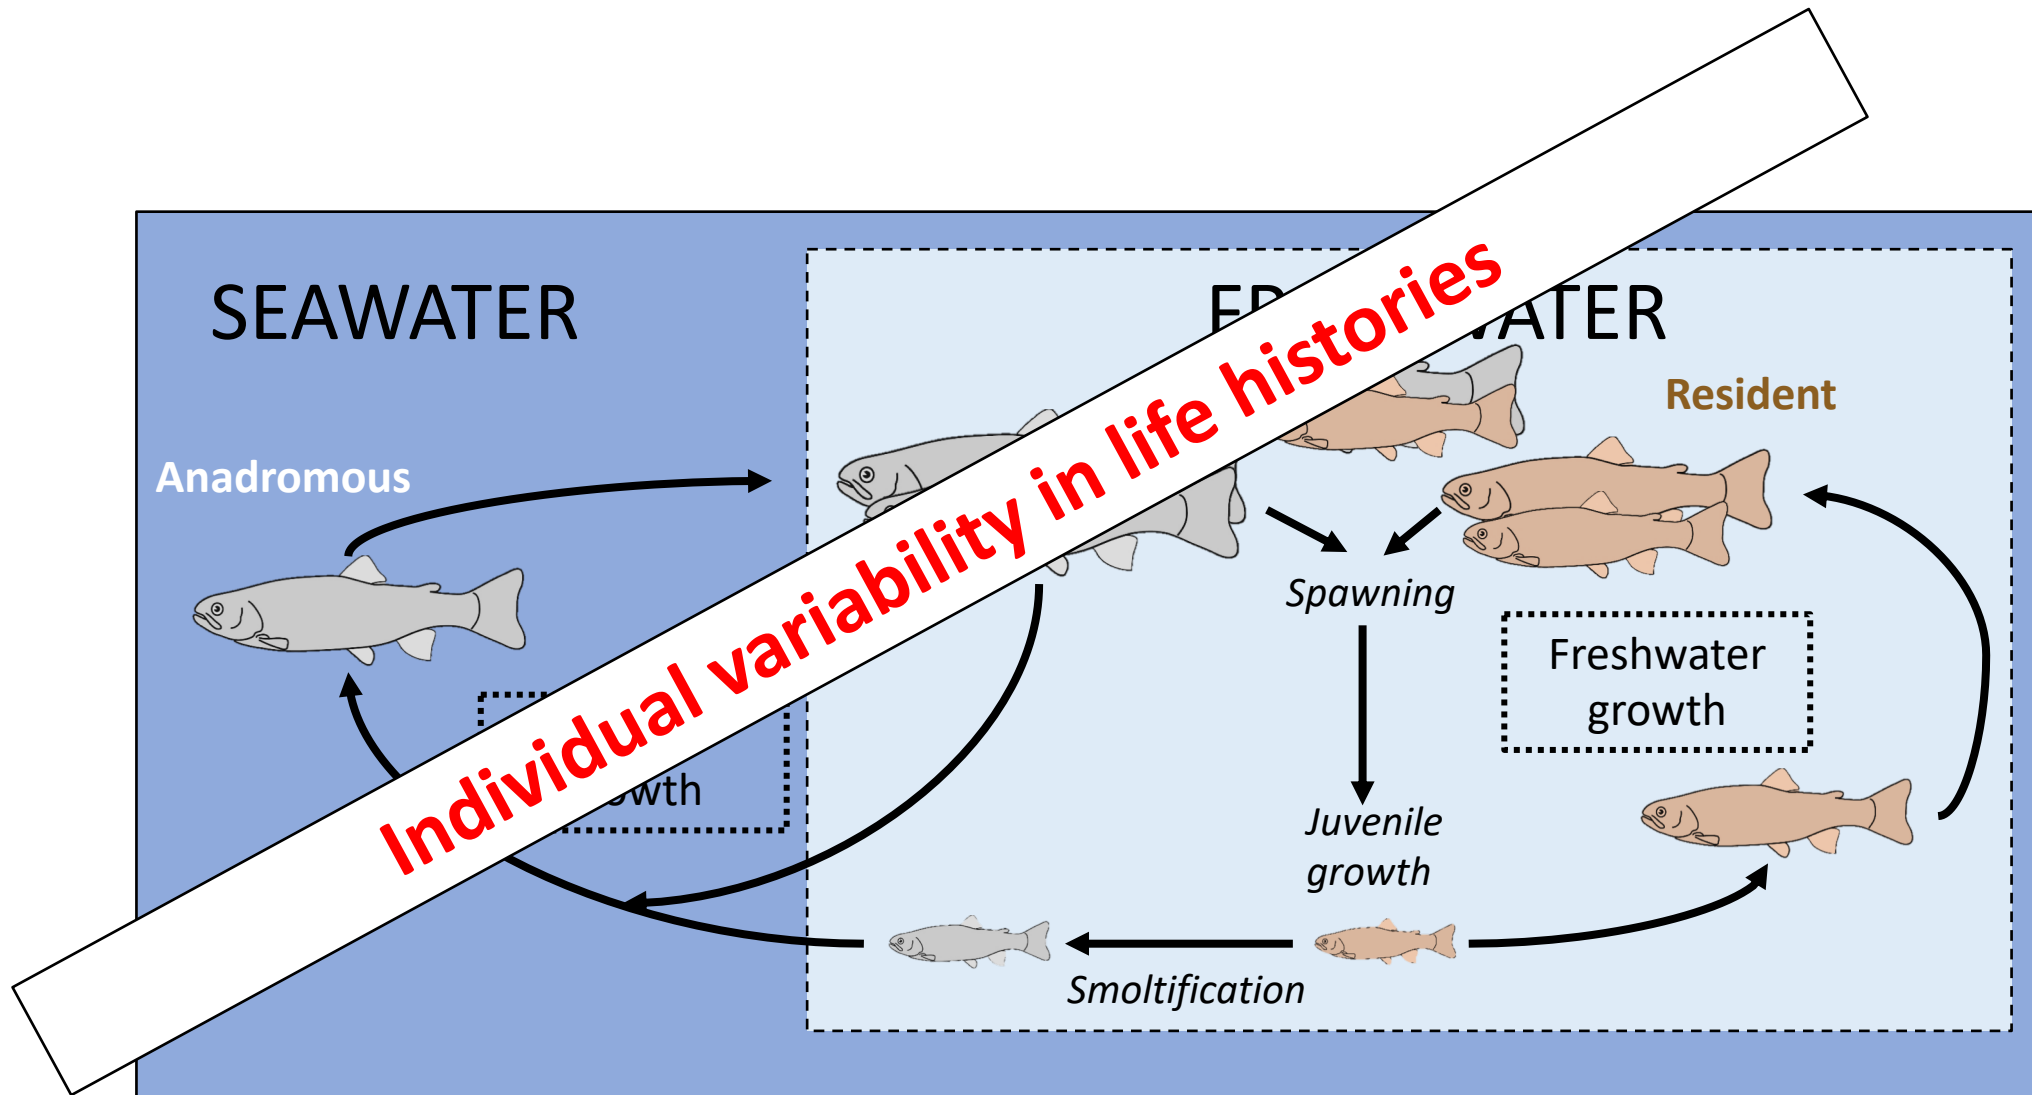 SEAWATER
Individual variability in life histories
Resident
Anadromous
Spawning
Freshwater
growth
Juvenile
growth
Smoltification